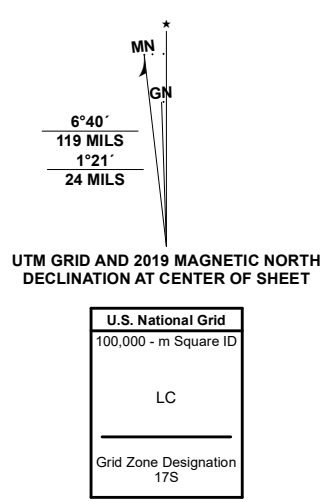 MN
GN
6°40´
119 MILS
1°21´
24 MILS
UTM GRID AND 2019 MAGNETIC NORTH
DECLINATION AT CENTER OF SHEET
U.S. National Grid
100,000 - m Square ID
LC
Grid Zone Designation
17S